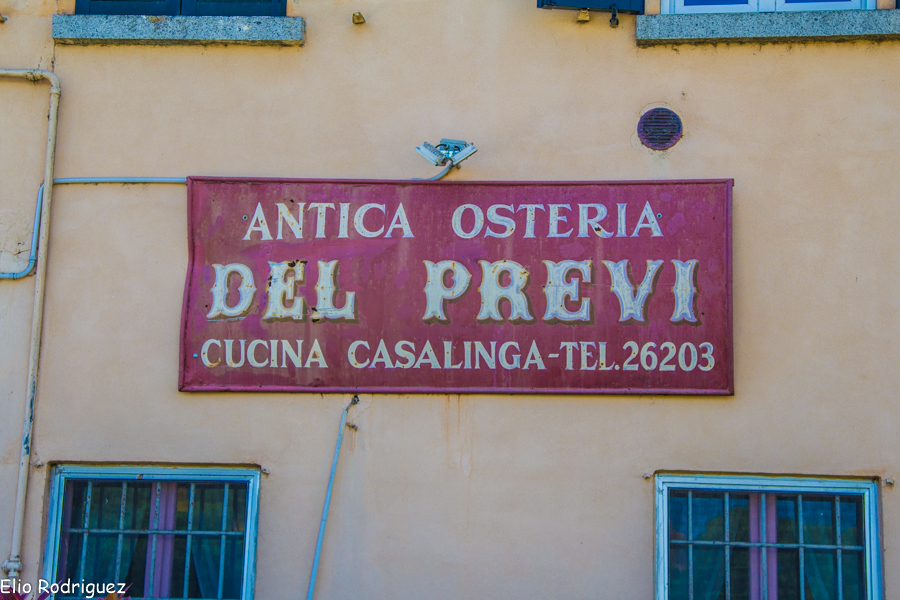 ANTICA OSTERIA
DEL PREVI
CUCINA CASALINGA-TEL.26203
Elio Rodriguez